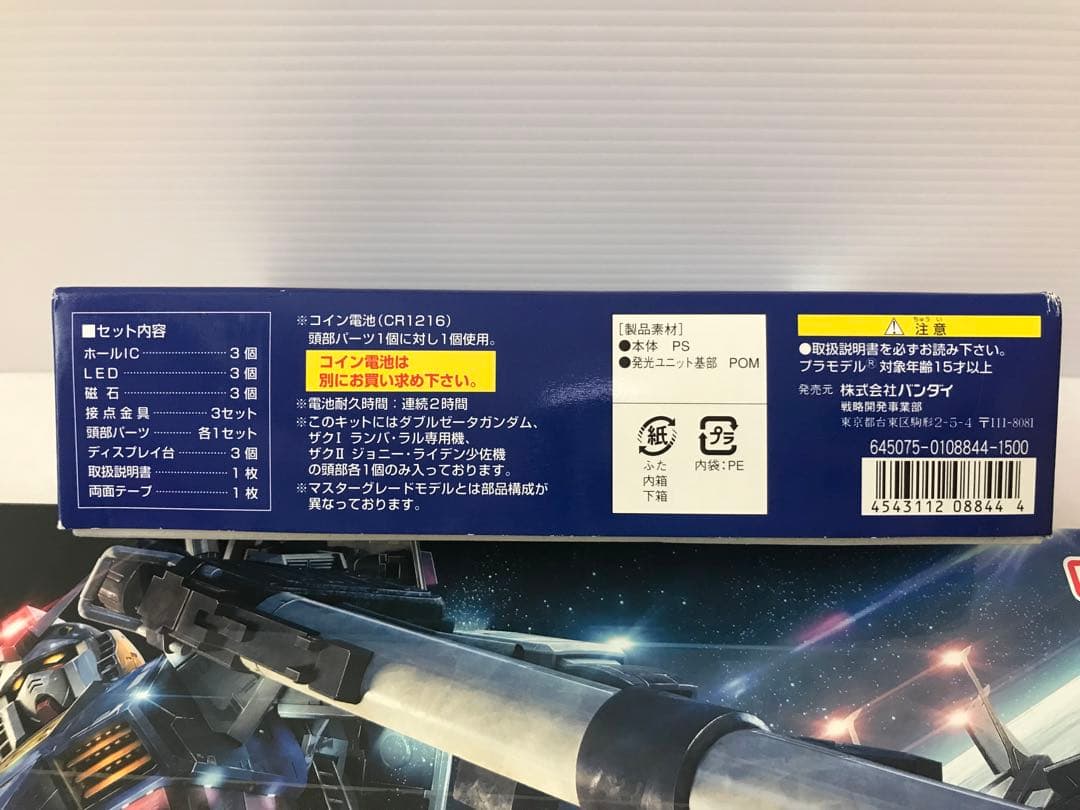 ■セット内容
ホールIC 3個
LED 3個
磁石 3個
接点金具 3セット
頭部パーツ 各1セット
ディスプレイ台 3個
取扱説明書 1枚
両面テープ 1枚
※コイン電池(CR1216)
頭部パーツ1個に対し1個使用。
コイン電池は
別にお買い求め下さい。
※電池耐久時間:連続2時間
※このキットにはダブルゼータガンダム、
ザクⅠ ランバ・ラル専用機、
ザクⅡ ジョニー・ライデン少佐機
の頭部各1個のみ入っております。
※マスターグレードモデルとは部品構成が
異なっております。
[製品素材]
●本体 PS
●発光ユニット基部 POM
紙
ふた
内箱
下箱
プラ
内袋:PE
ちゅうい
注意
●取扱説明書を必ずお読み下さい。
プラモデル®対象年齢15才以上
発売元 株式会社バンダイ
戦略開発事業部
東京都台東区駒形2-5-4 〒111-8081
645075-0108844-1500
4543112 08844 4